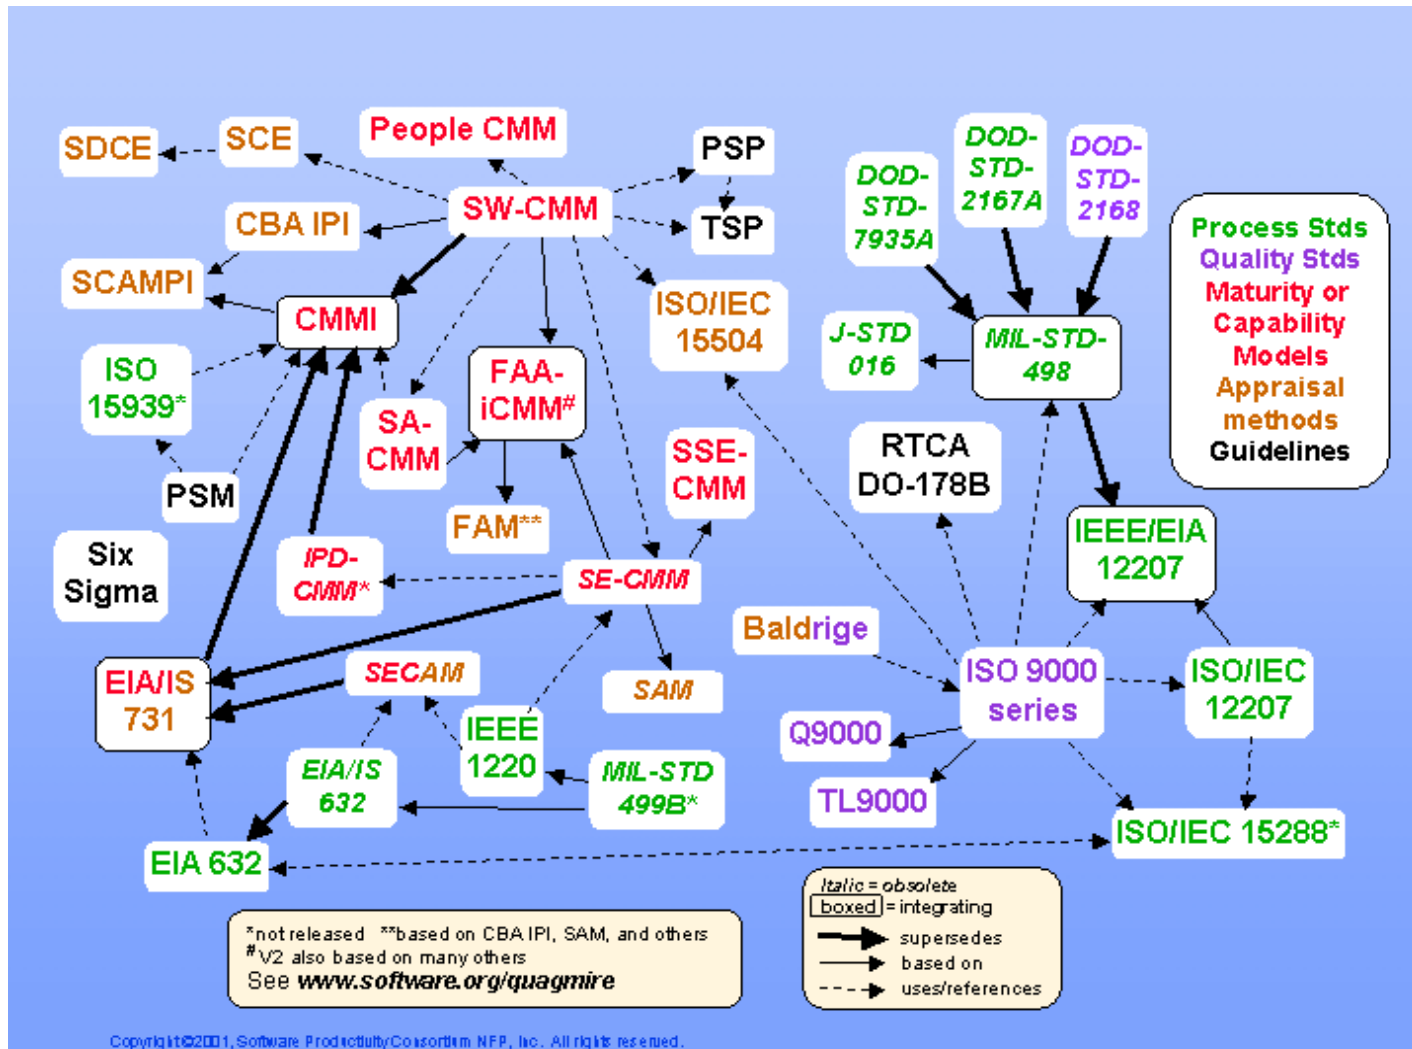 People CMM
SCE
SDCE
PSP
SW-CMM
TSP
CBA IPI
SCAMPI
CMMI
ISO/IEC
15504
ISO
15939*
FAA-
iCMM#
SA-
CMM
SSE-
CMM
PSM
FAM**
Six
Sigma
IPD-
CMM*
SE-CMM
EIA/IS
731
SECAM
SAM
IEEE
1220
EIA/IS
632
MIL-STD
499B*
EIA 632
DOD-
STD-
7935A
DOD-
STD-
2167A
DOD-
STD-
2168
J-STD
016
MIL-STD-
498
RTCA
DO-178B
IEEE/EIA
12207
Baldrige
ISO 9000
series
ISO/IEC
12207
Q9000
TL9000
ISO/IEC 15288*
Process Stds
Quality Stds
Maturity or
Capability
Models
Appraisal
methods
Guidelines
*not released **based on CBA IPI, SAM, and others
#V2 also based on many others
See www.software.org/quagmire
Italic = obsolete
boxed = integrating
supersedes
based on
uses/references
Copyright©2001, Software Productivity Consortium NFP, Inc. All rights reserved.